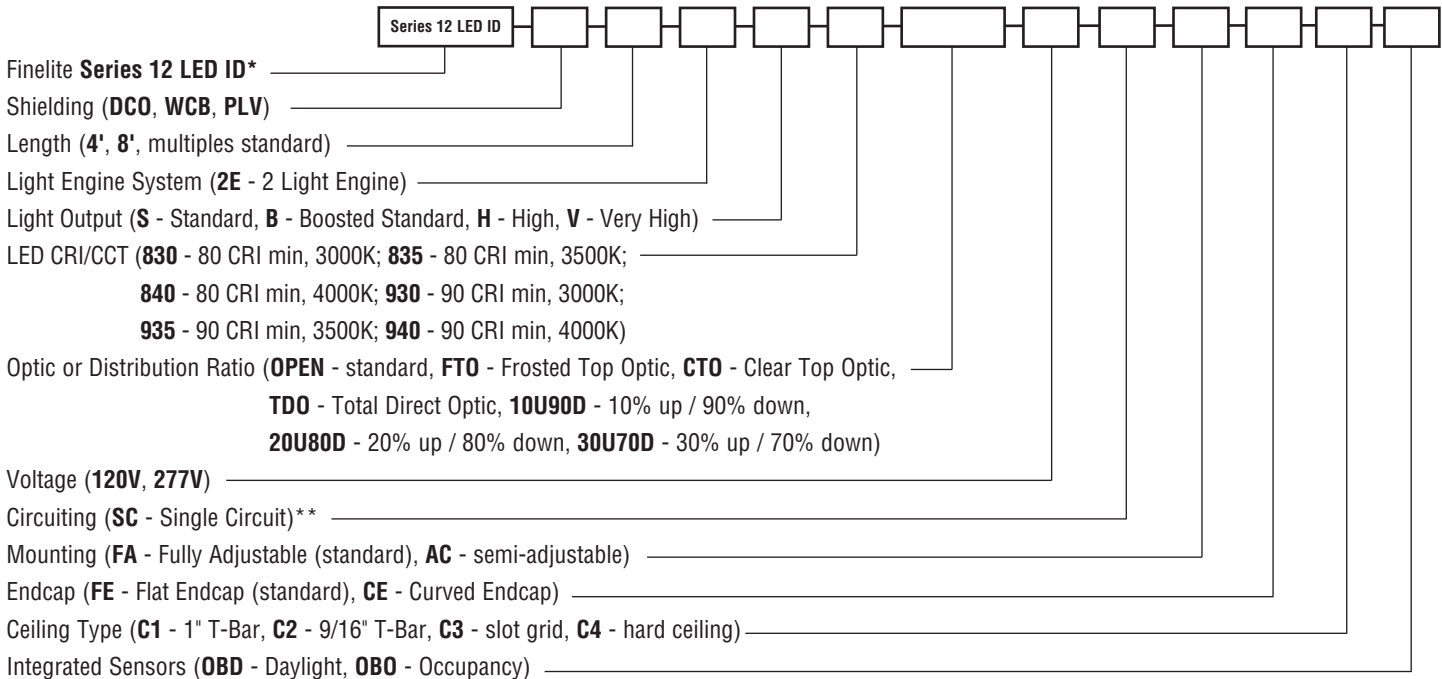 Series 12 LED ID
Finelite Series 12 LED ID*
Shielding (DCO, WCB, PLV)
Length (4', 8', multiples standard)
Light Engine System (2E - 2 Light Engine)
Light Output (S - Standard, B - Boosted Standard, H - High, V - Very High)
LED CRI/CCT (830 - 80 CRI min, 3000K; 835 - 80 CRI min, 3500K;
840 - 80 CRI min, 4000K; 930 - 90 CRI min, 3000K;
935 - 90 CRI min, 3500K; 940 - 90 CRI min, 4000K)
Optic or Distribution Ratio (OPEN - standard, FTO - Frosted Top Optic, CTO - Clear Top Optic,
TDO - Total Direct Optic, 10U90D - 10% up / 90% down,
20U80D - 20% up / 80% down, 30U70D - 30% up / 70% down)
Voltage (120V, 277V)
Circuiting (SC - Single Circuit)**
Mounting (FA - Fully Adjustable (standard), AC - semi-adjustable)
Endcap (FE - Flat Endcap (standard), CE - Curved Endcap)
Ceiling Type (C1 - 1" T-Bar, C2 - 9/16" T-Bar, C3 - slot grid, C4 - hard ceiling)
Integrated Sensors (OBD - Daylight, OBO - Occupancy)